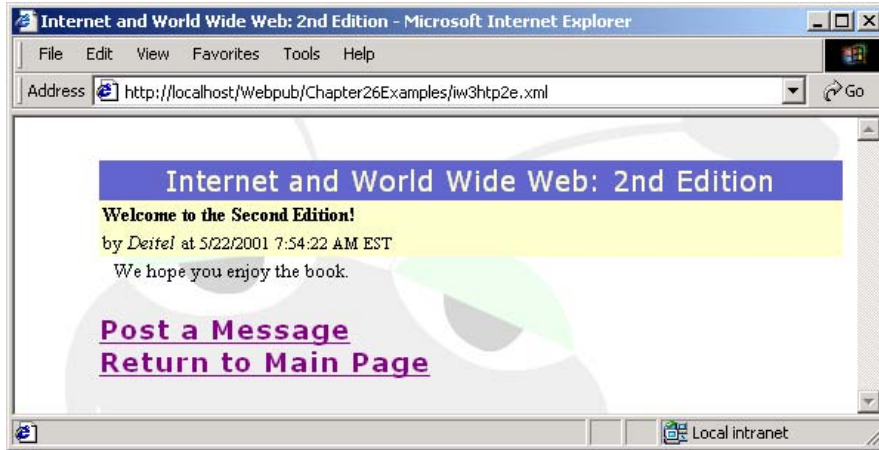 Internet and World Wide Web: 2nd Edition - Microsoft Internet Explorer
File Edit View Favorites Tools Help
Address http://localhost/Webpub/Chapter26Examples/iw3htp2e.xml Go
Internet and World Wide Web: 2nd Edition
Welcome to the Second Edition!
by Deitel at 5/22/2001 7:54:22 AM EST
We hope you enjoy the book.
Post a Message
Return to Main Page
Local intranet